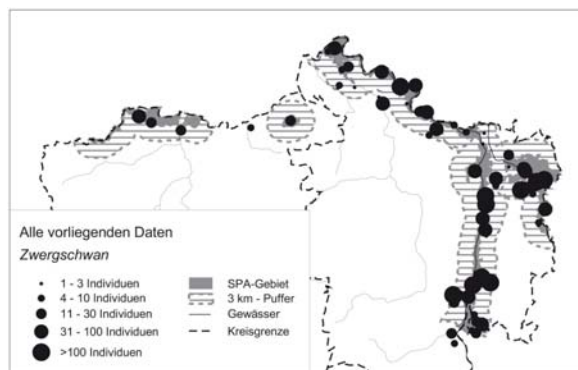 Alle vorliegenden Daten
Zwergschwan
1 - 3 Individuen
4 - 10 Individuen
11 - 30 Individuen
31 - 100 Individuen
>100 Individuen
SPA-Gebiet
3 km - Puffer
Gewässer
Kreisgrenze